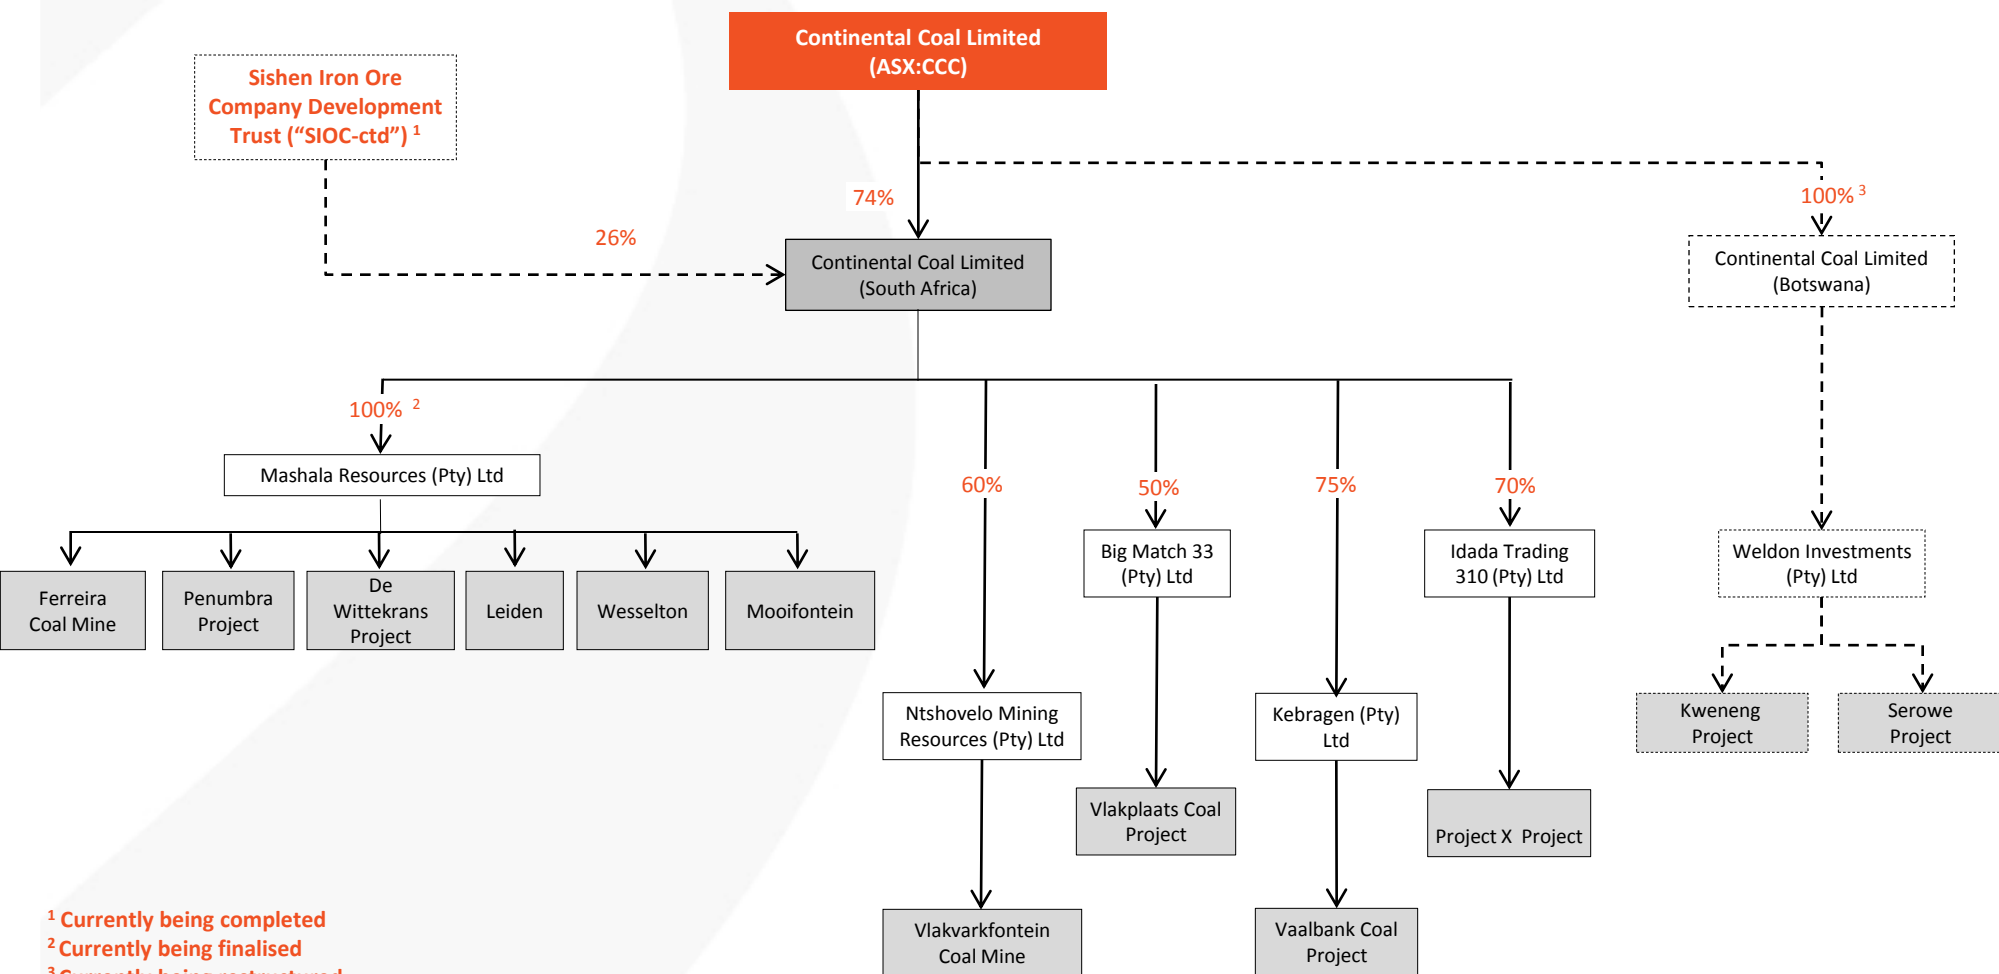 Continental Coal Limited
(ASX:CCC)
Sishen Iron Ore
Company Development
Trust (“SIOC-ctd”) 1
74%
100% 3
26%
Continental Coal Limited
(South Africa)
Continental Coal Limited
(Botswana)
100% 2
Mashala Resources (Pty) Ltd
60%
50%
75%
70%
Big Match 33
(Pty) Ltd
Idada Trading
310 (Pty) Ltd
Weldon Investments
(Pty) Ltd
Ferreira
Coal Mine
Penumbra
Project
De
Wittekrans
Project
Leiden
Wesselton
Mooifontein
Ntshovelo Mining
Resources (Pty) Ltd
Kebragen (Pty)
Ltd
Kweneng
Project
Serowe
Project
Vlakplaats Coal
Project
Project X  Project
Vlakvarkfontein
Coal Mine
Vaalbank Coal
Project
1 Currently being completed
2 Currently being finalised
3 Currently being restructured